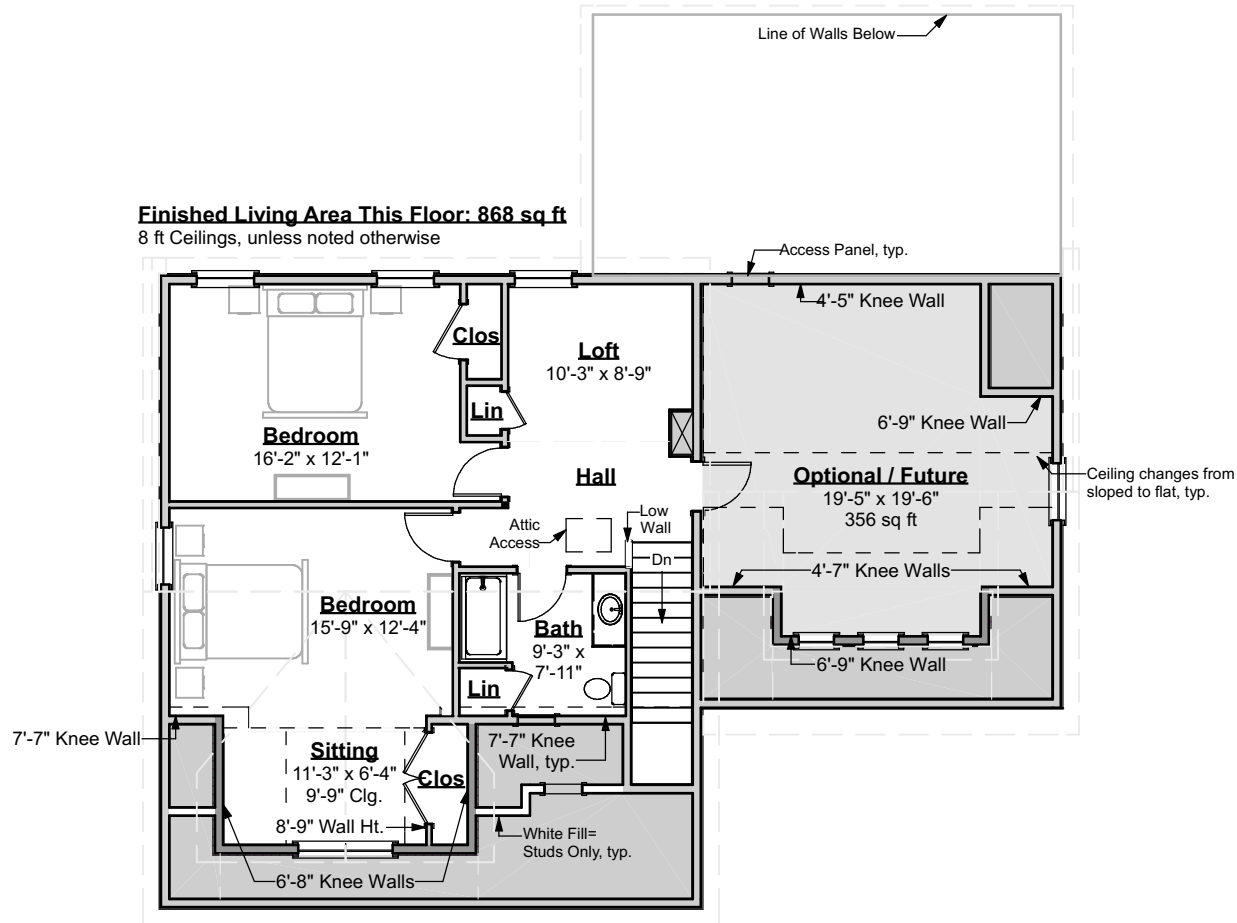 Line of Walls Below
Finished Living Area This Floor: 868 sq ft
8 ft Ceilings, unless noted otherwise
Access Panel, typ.
4'-5" Knee Wall
Clos
Loft
10'-3" x 8'-9"
Lin
6'-9" Knee Wall
Bedroom
16'-2" x 12'-1"
Hall
Optional / Future
19'-5" x 19'-6"
356 sq ft
Ceiling changes from
sloped to flat, typ.
Attic
Access
Low
Wall
Dn
4'-7" Knee Walls
Bedroom
15'-9" x 12'-4"
Bath
9'-3" x
7'-11"
6'-9" Knee Wall
Lin
7'-7" Knee Wall
Sitting
11'-3" x 6'-4"
9'-9" Clg.
Clos
7'-7" Knee
Wall, typ.
8'-9" Wall Ht.
White Fill=
Studs Only, typ.
6'-8" Knee Walls